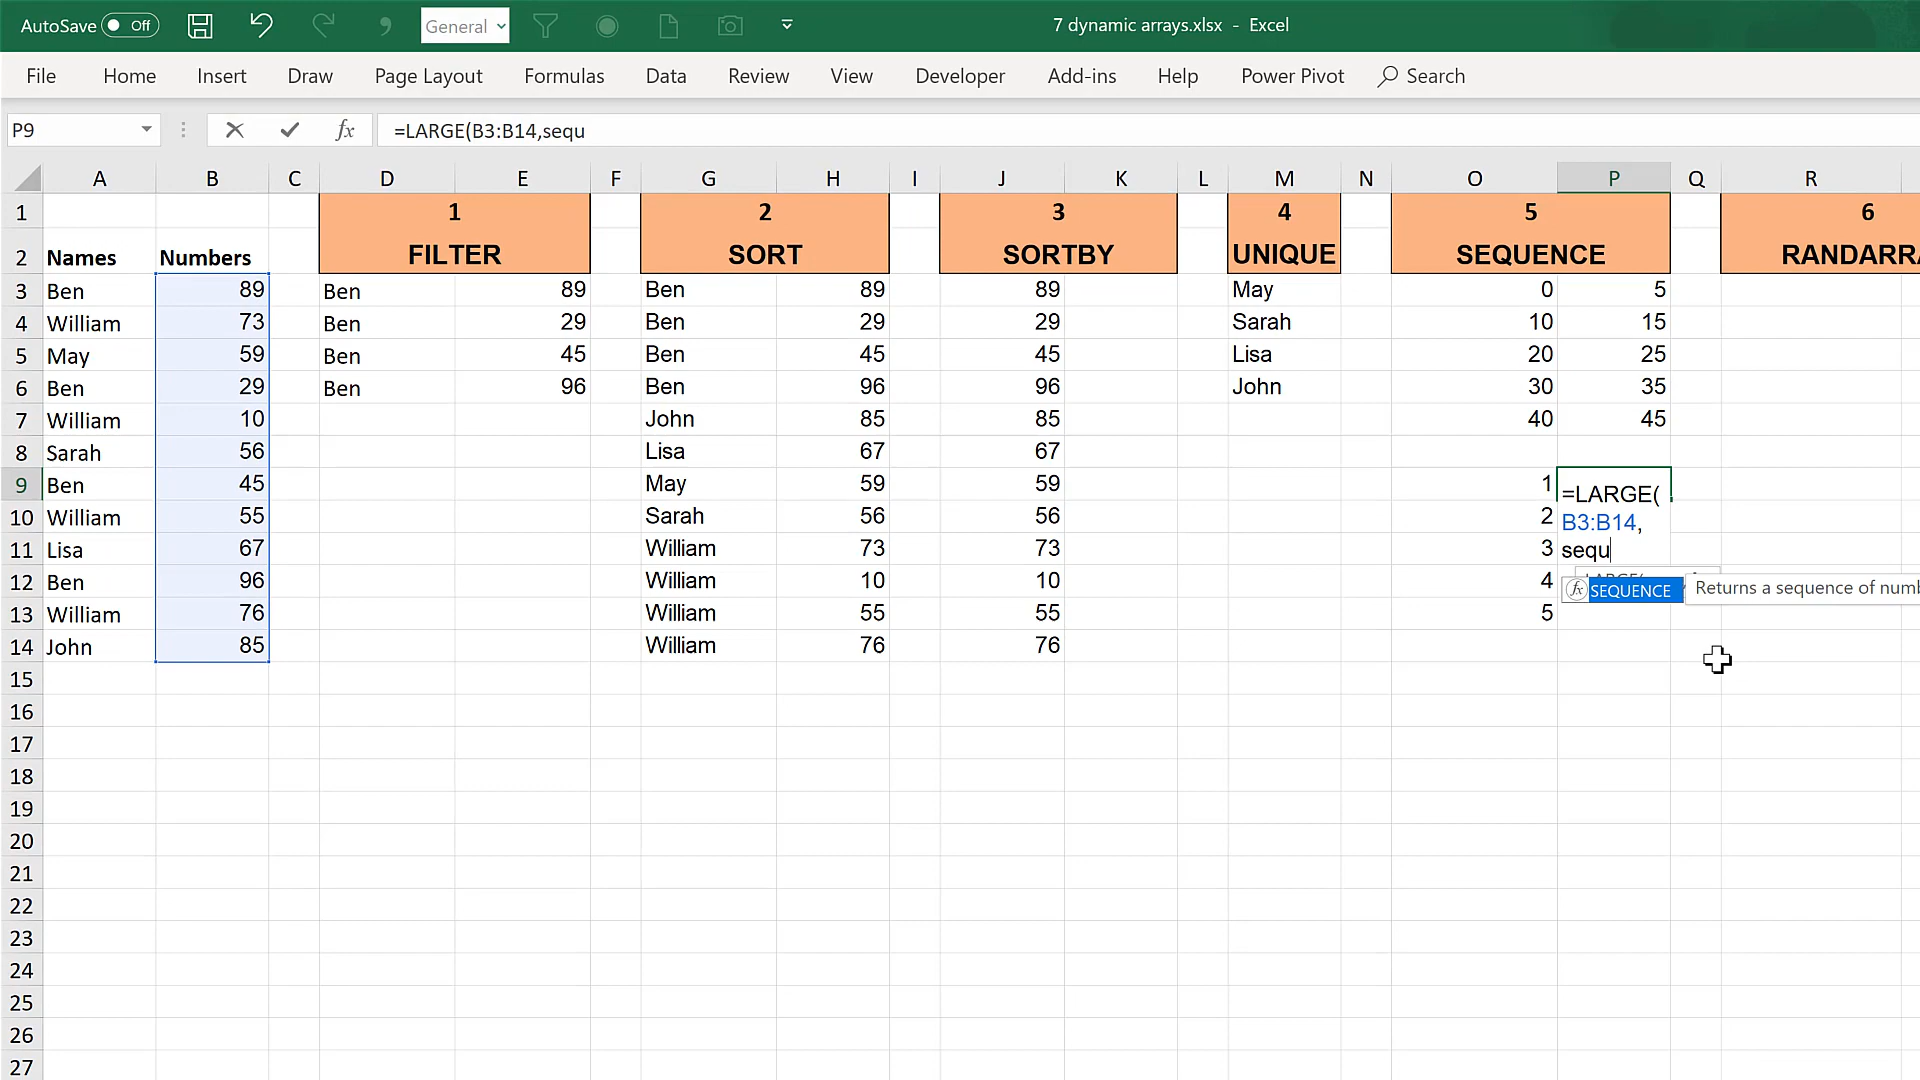 AutoSave Off General 7 dynamic arrays.xlsx - Excel
File Home Insert Draw Page Layout Formulas Data Review View Developer Add-ins Help Power Pivot Search
P9 fx =LARGE(B3:B14,sequ
A B C D E F G H I J K L M N O P Q R
1 1 2 3 4 5 6
2 Names Numbers FILTER SORT SORTBY UNIQUE SEQUENCE RANDARRA
3 Ben 89 Ben 89 Ben 89 89 May 0 5
4 William 73 Ben 29 Ben 29 29 Sarah 10 15
5 May 59 Ben 45 Ben 45 45 Lisa 20 25
6 Ben 29 Ben 96 Ben 96 96 John 30 35
7 William 10 John 85 85 40 45
8 Sarah 56 Lisa 67 67
9 Ben 45 May 59 59 1 =LARGE(
10 William 55 Sarah 56 56 2 B3:B14,
11 Lisa 67 William 73 73 3 sequ
12 Ben 96 William 10 10 4 fx SEQUENCE Returns a sequence of numb
13 William 76 William 55 55 5
14 John 85 William 76 76
15
16
17
18
19
20
21
22
23
24
25
26
27